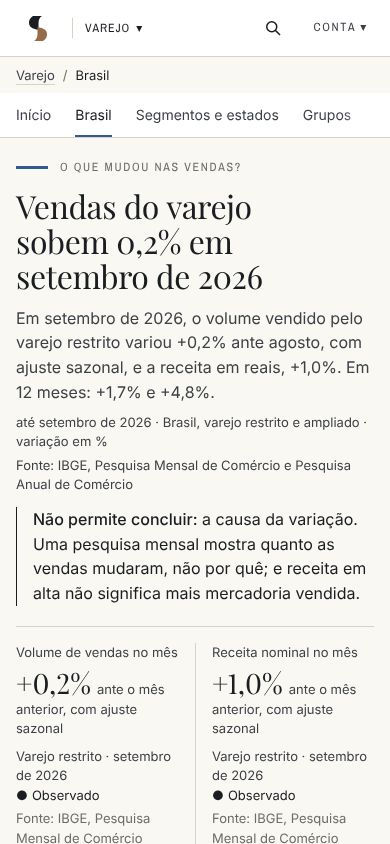 VAREJO ▼
CONTA ▼
Varejo / Brasil
Início Brasil Segmentos e estados Grupos
O QUE MUDOU NAS VENDAS?
Vendas do varejo
sobem 0,2% em
setembro de 2026
Em setembro de 2026, o volume vendido pelo
varejo restrito variou +0,2% ante agosto, com
ajuste sazonal, e a receita em reais, +1,0%. Em
12 meses: +1,7% e +4,8%.
até setembro de 2026 · Brasil, varejo restrito e ampliado ·
variação em %
Fonte: IBGE, Pesquisa Mensal de Comércio e Pesquisa
Anual de Comércio
Não permite concluir: a causa da variação.
Uma pesquisa mensal mostra quanto as
vendas mudaram, não por quê; e receita em
alta não significa mais mercadoria vendida.
Volume de vendas no mês
+0,2% ante o mês
anterior, com ajuste
sazonal
Varejo restrito · setembro
de 2026
● Observado
Fonte: IBGE, Pesquisa
Mensal de Comércio
Receita nominal no mês
+1,0% ante o mês
anterior, com ajuste
sazonal
Varejo restrito · setembro
de 2026
● Observado
Fonte: IBGE, Pesquisa
Mensal de Comércio